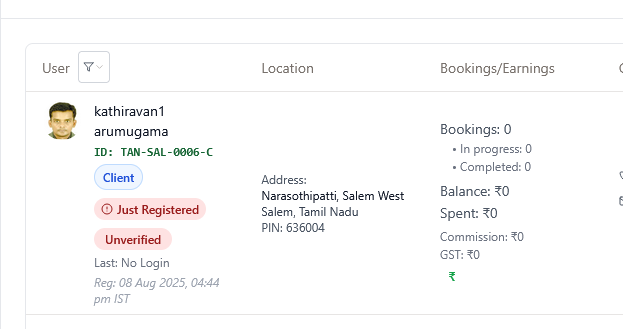 User
Location
Bookings/Earnings
kathiravan1
arumugama
ID: TAN-SAL-0006-C
Client
Just Registered
Unverified
Last: No Login
Reg: 08 Aug 2025, 04:44
pm IST
Address:
Narasothipatti, Salem West
Salem, Tamil Nadu
PIN: 636004
Bookings: 0
• In progress: 0
• Completed: 0
Balance: ₹0
Spent: ₹0
Commission: ₹0
GST: ₹0
₹